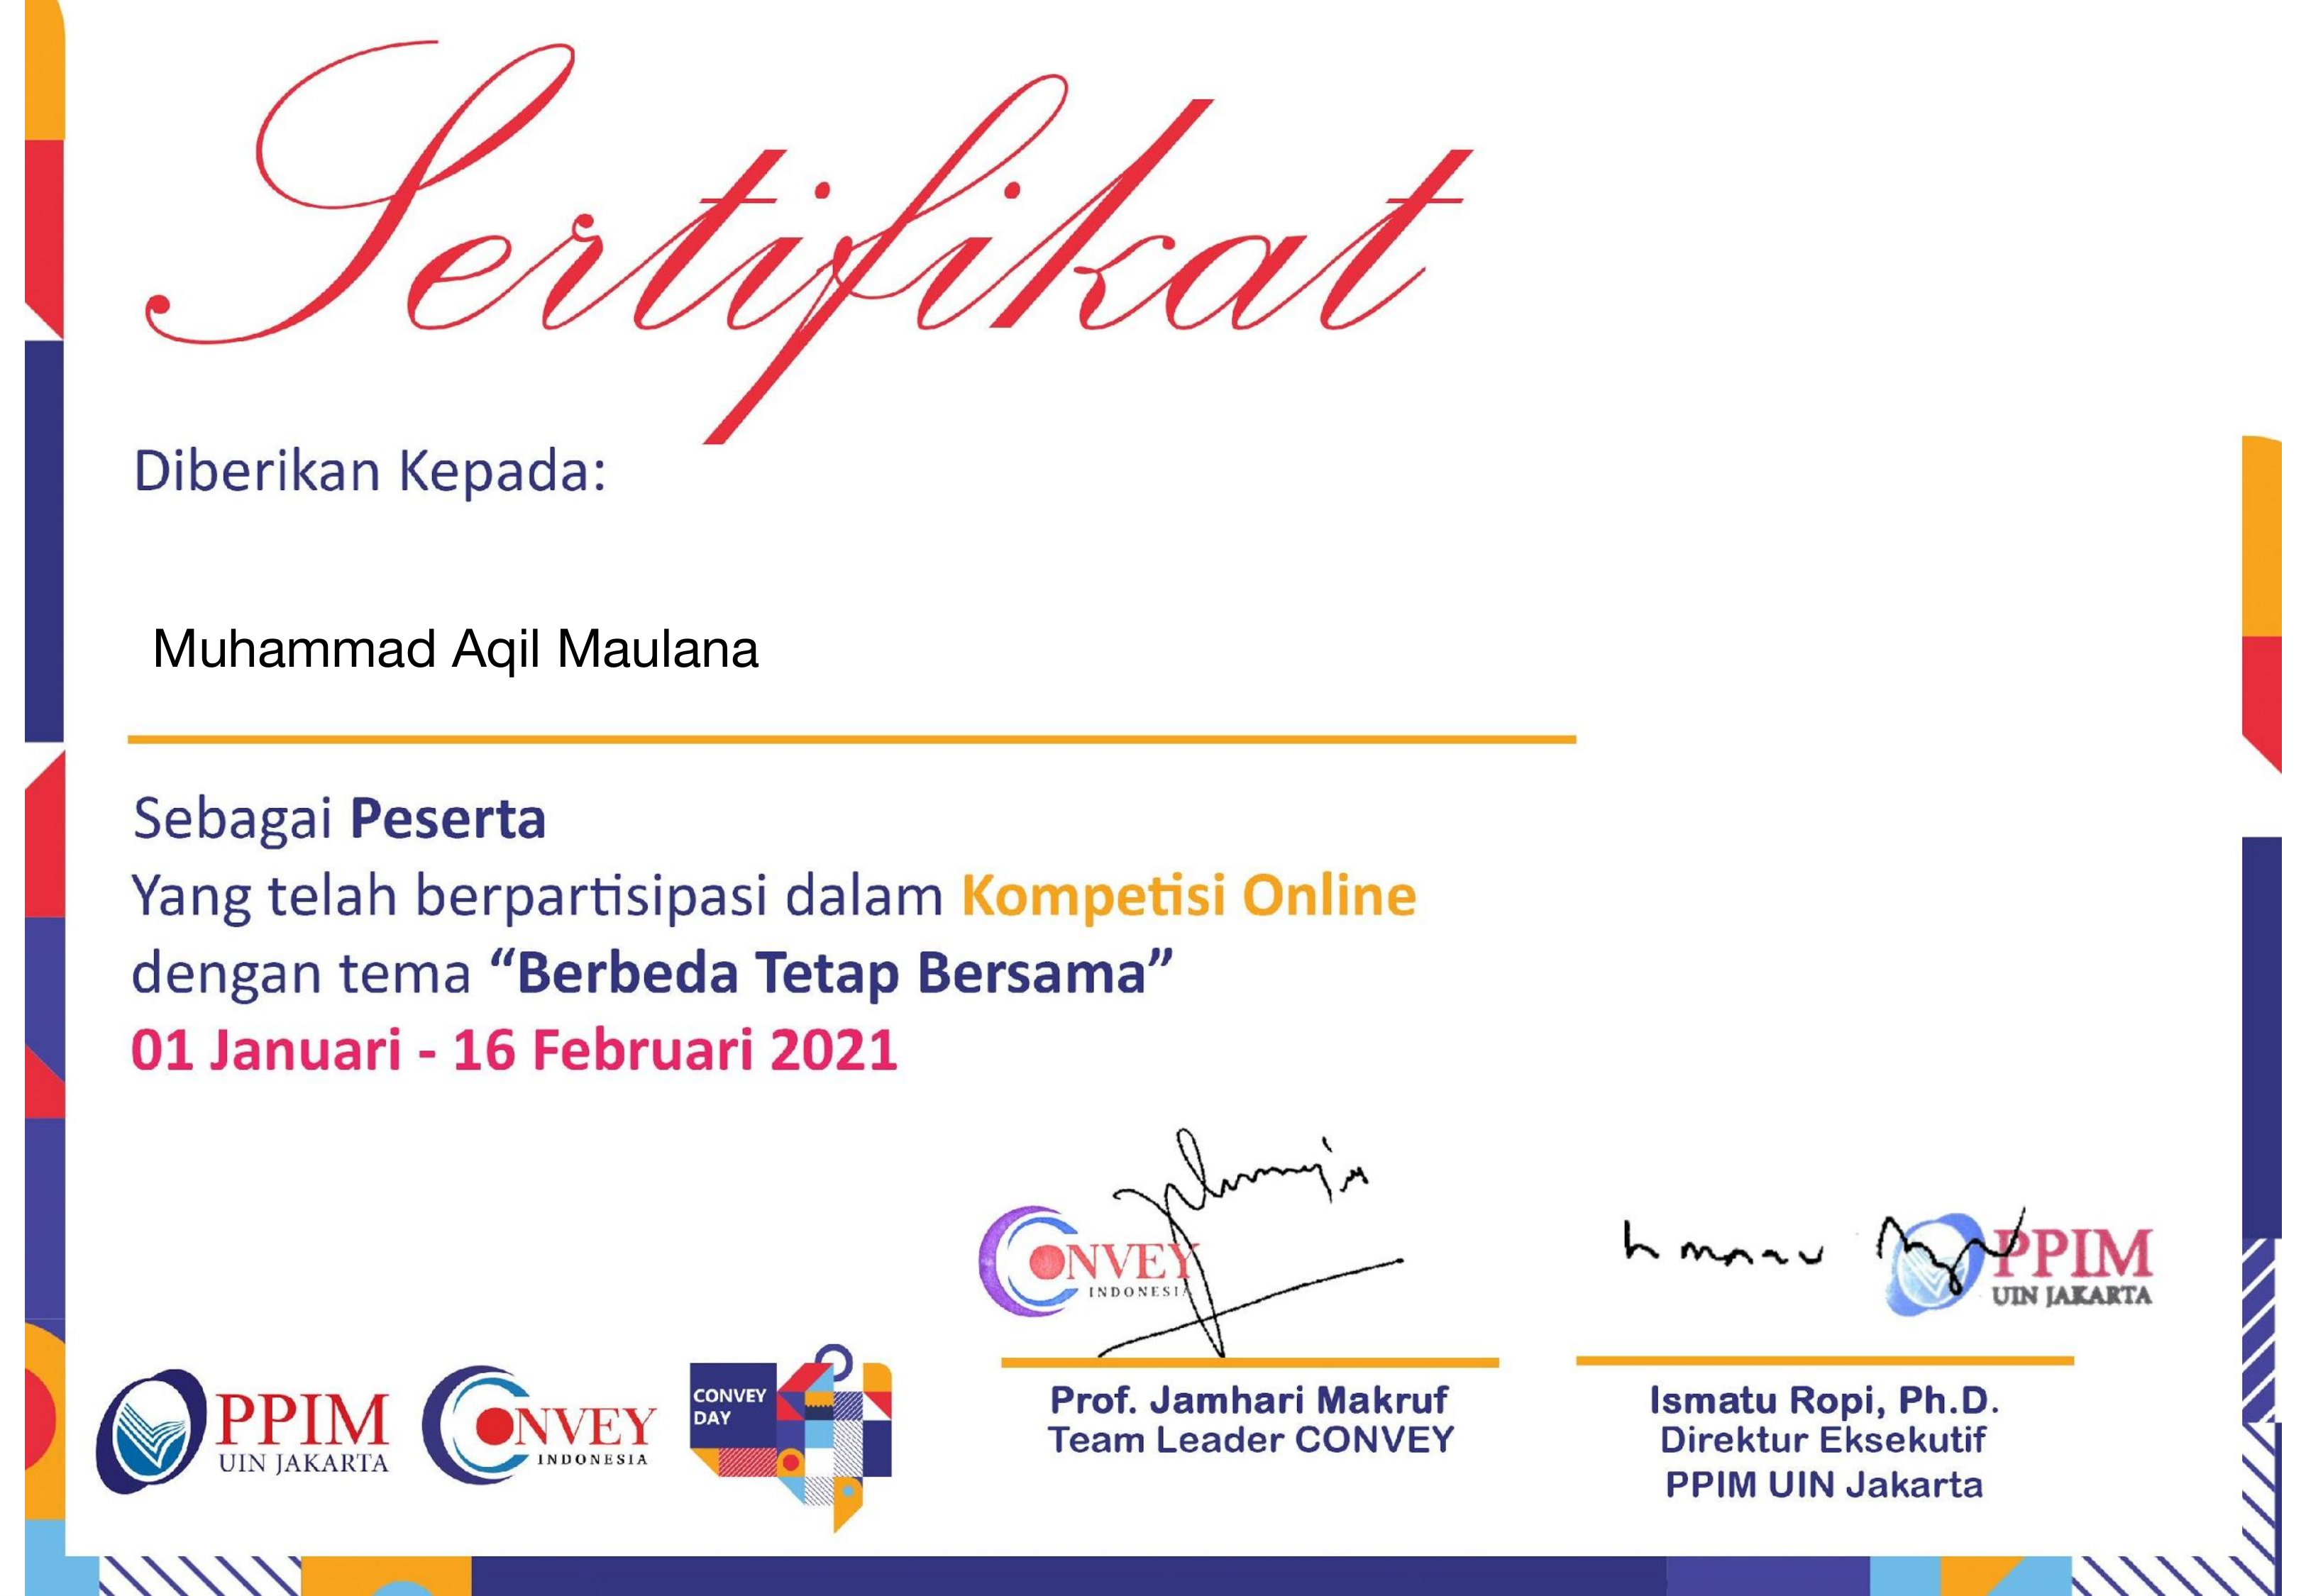 Sertifikat
Diberikan Kepada:
Muhammad Aqil Maulana
Sebagai Peserta
Yang telah berpartisipasi dalam Kompetisi Online
dengan tema “Berbeda Tetap Bersama”
01 Januari - 16 Februari 2021
CONVEY
INDONESIA
PPIM
UIN JAKARTA
Prof. Jamhari Makruf
Team Leader CONVEY
Ismatu Ropi, Ph.D.
Direktur Eksekutif
PPIM UIN Jakarta
PPIM
UIN JAKARTA
CONVEY
INDONESIA
CONVEY
DAY